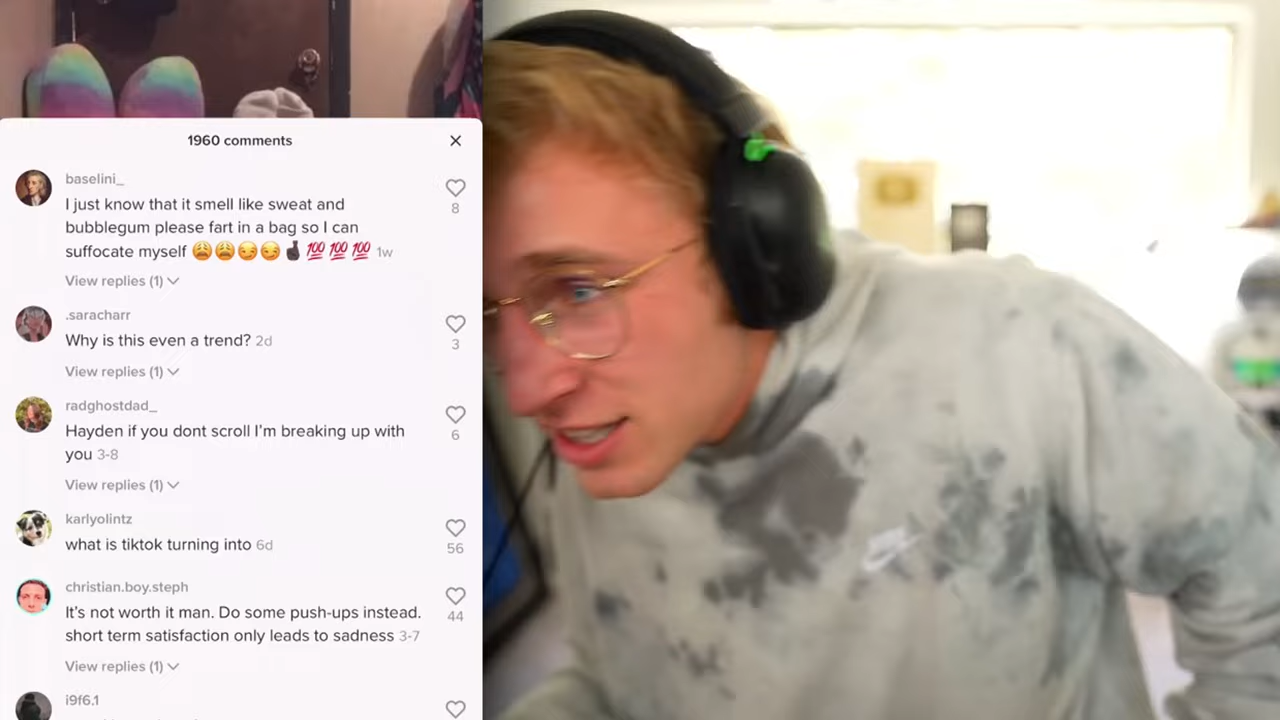 1960 comments
baselini_
I just know that it smell like sweat and
bubblegum please fart in a bag so I can
suffocate myself 😩😩😏😏☝🏿💯💯💯 1w
8
View replies (1)
.saracharr
Why is this even a trend? 2d
3
View replies (1)
radghostdad_
Hayden if you dont scroll I'm breaking up with
you 3-8
6
View replies (1)
karlyolintz
what is tiktok turning into 6d
56
christian.boy.steph
It's not worth it man. Do some push-ups instead.
short term satisfaction only leads to sadness 3-7
44
View replies (1)
i9f6.1